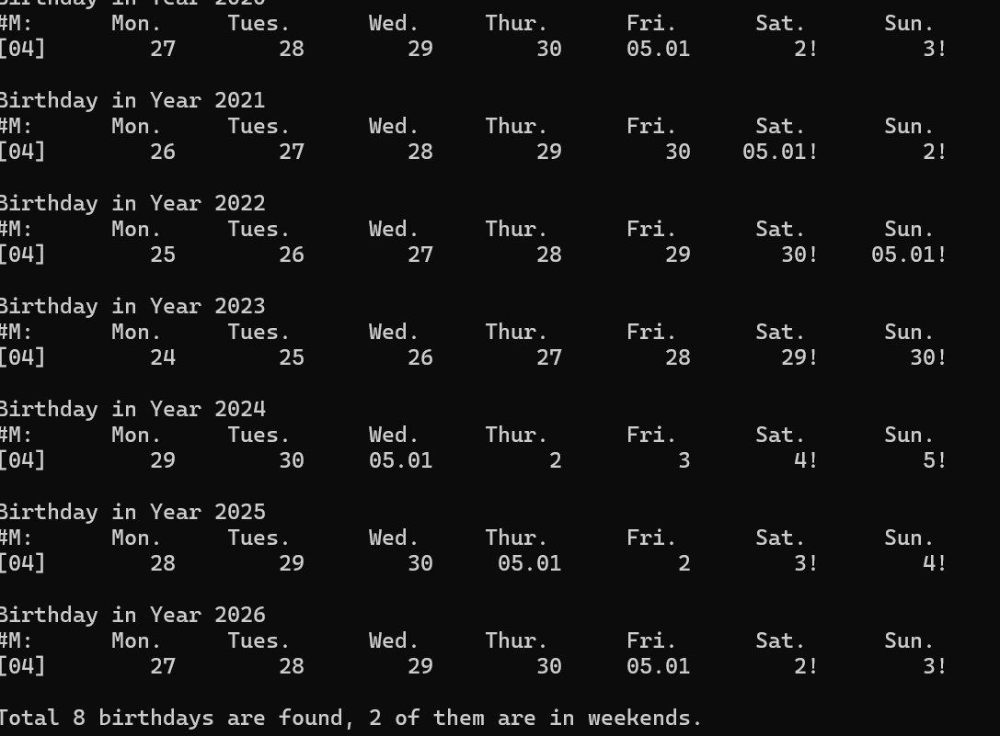 Birthday in Year 2020
#M: Mon. Tues. Wed. Thur. Fri. Sat. Sun.
[04] 27 28 29 30 05.01 2! 3!
Birthday in Year 2021
#M: Mon. Tues. Wed. Thur. Fri. Sat. Sun.
[04] 26 27 28 29 30 05.01! 2!
Birthday in Year 2022
#M: Mon. Tues. Wed. Thur. Fri. Sat. Sun.
[04] 25 26 27 28 29 30! 05.01!
Birthday in Year 2023
#M: Mon. Tues. Wed. Thur. Fri. Sat. Sun.
[04] 24 25 26 27 28 29! 30!
Birthday in Year 2024
#M: Mon. Tues. Wed. Thur. Fri. Sat. Sun.
[04] 29 30 05.01 2 3 4! 5!
Birthday in Year 2025
#M: Mon. Tues. Wed. Thur. Fri. Sat. Sun.
[04] 28 29 30 05.01 2 3! 4!
Birthday in Year 2026
#M: Mon. Tues. Wed. Thur. Fri. Sat. Sun.
[04] 27 28 29 30 05.01 2! 3!
Total 8 birthdays are found, 2 of them are in weekends.